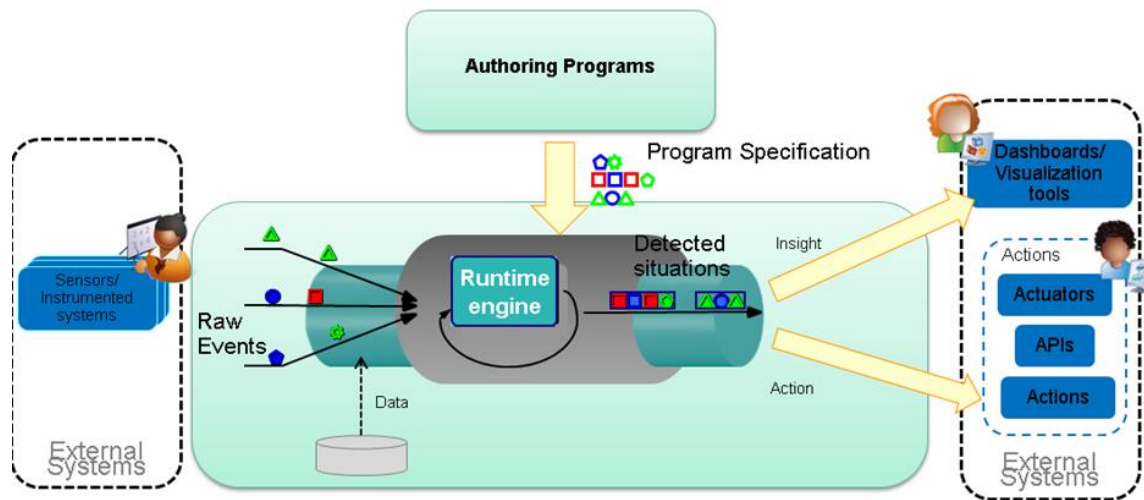 Authoring Programs
Program Specification
Sensors/
Instrumented
systems
External
Systems
Raw
Events
Data
Runtime
engine
Detected
situations
Insight
Action
Dashboards/
Visualization
tools
Actions
Actuators
APIs
Actions
External
Systems